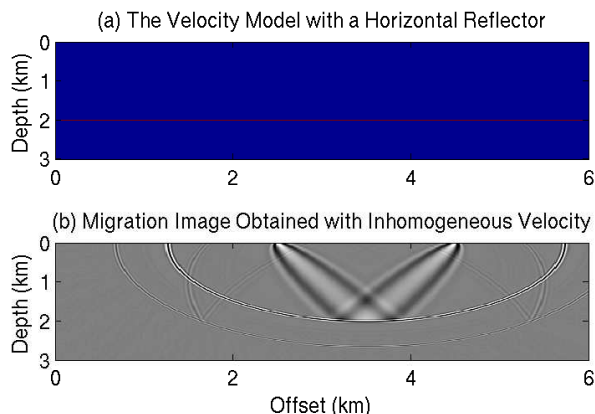 (a) The Velocity Model with a Horizontal Reflector
0
1
2
3
Depth (km)
0 2 4 6
(b) Migration Image Obtained with Inhomogeneous Velocity
0
1
2
3
Depth (km)
0 2 4 6
Offset (km)